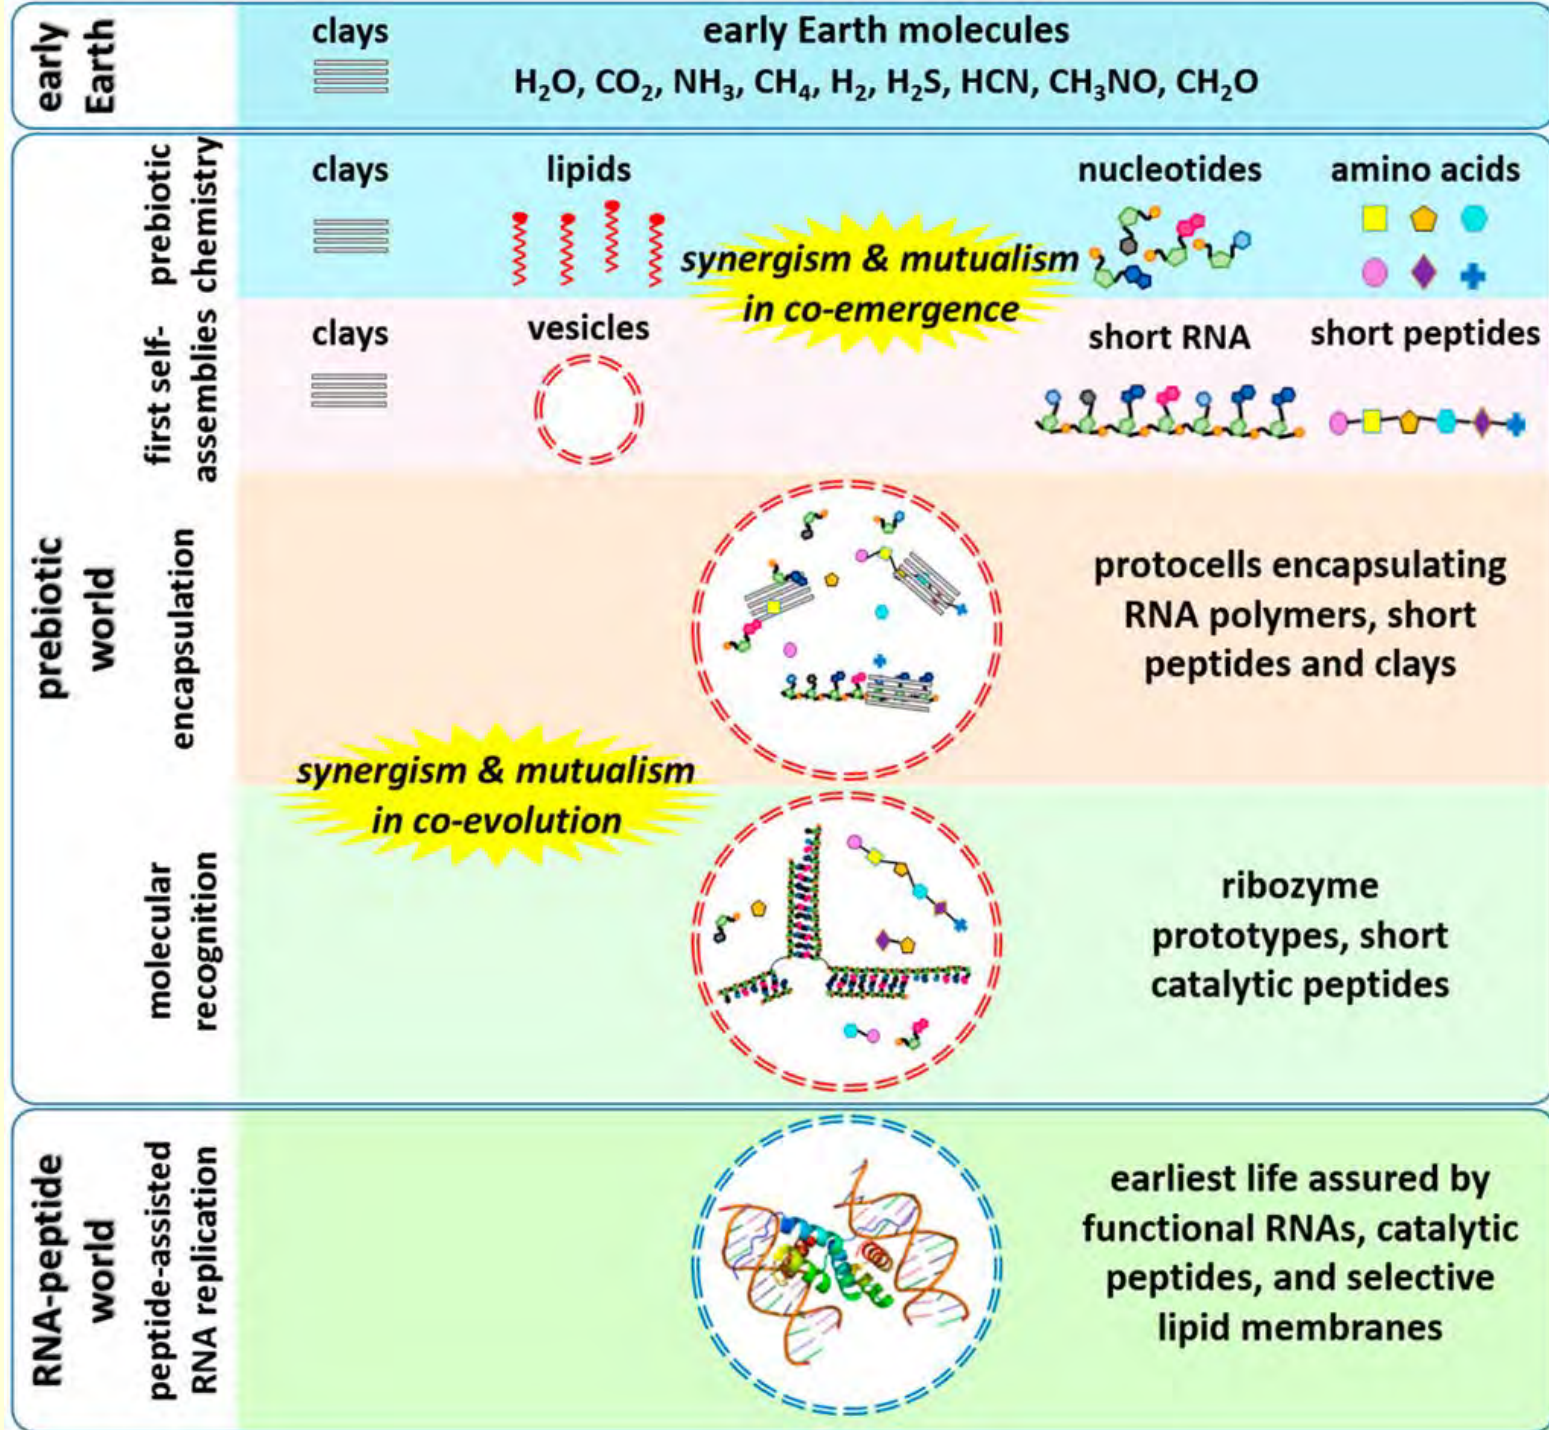 early
Earth
clays
early Earth molecules
H₂O, CO₂, NH₃, CH₄, H₂, H₂S, HCN, CH₃NO, CH₂O
prebiotic
world
prebiotic
chemistry
clays
lipids
nucleotides
amino acids
synergism & mutualism
in co-emergence
first self-
assemblies
clays
vesicles
short RNA
short peptides
encapsulation
protocells encapsulating
RNA polymers, short
peptides and clays
synergism & mutualism
in co-evolution
molecular
recognition
ribozyme
prototypes, short
catalytic peptides
RNA-peptide
world
peptide-assisted
RNA replication
earliest life assured by
functional RNAs, catalytic
peptides, and selective
lipid membranes